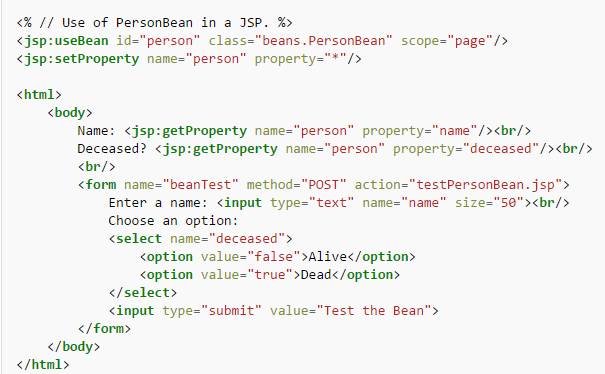 <% // Use of PersonBean in a JSP. %>
<jsp:useBean id="person" class="beans.PersonBean" scope="page"/>
<jsp:setProperty name="person" property="*"/>

<html>
    <body>
        Name: <jsp:getProperty name="person" property="name"/><br/>
        Deceased? <jsp:getProperty name="person" property="deceased"/><br/>
        <br/>
        <form name="beanTest" method="POST" action="testPersonBean.jsp">
            Enter a name: <input type="text" name="name" size="50"><br/>
            Choose an option:
            <select name="deceased">
                <option value="false">Alive</option>
                <option value="true">Dead</option>
            </select>
            <input type="submit" value="Test the Bean">
        </form>
    </body>
</html>